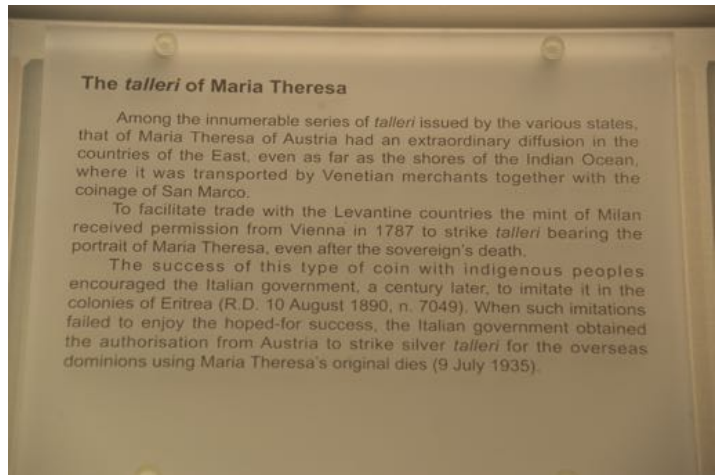 The talleri of Maria Theresa
Among the innumerable series of talleri issued by the various states,
that of Maria Theresa of Austria had an extraordinary diffusion in the
countries of the East, even as far as the shores of the Indian Ocean,
where it was transported by Venetian merchants together with the
coinage of San Marco.
To facilitate trade with the Levantine countries the mint of Milan
received permission from Vienna in 1787 to strike talleri bearing the
portrait of Maria Theresa, even after the sovereign's death.
The success of this type of coin with indigenous peoples
encouraged the Italian government, a century later, to imitate it in the
colonies of Eritrea (R.D. 10 August 1890, n. 7049). When such imitations
failed to enjoy the hoped-for success, the Italian government obtained
the authorisation from Austria to strike silver talleri for the overseas
dominions using Maria Theresa's original dies (9 July 1935).